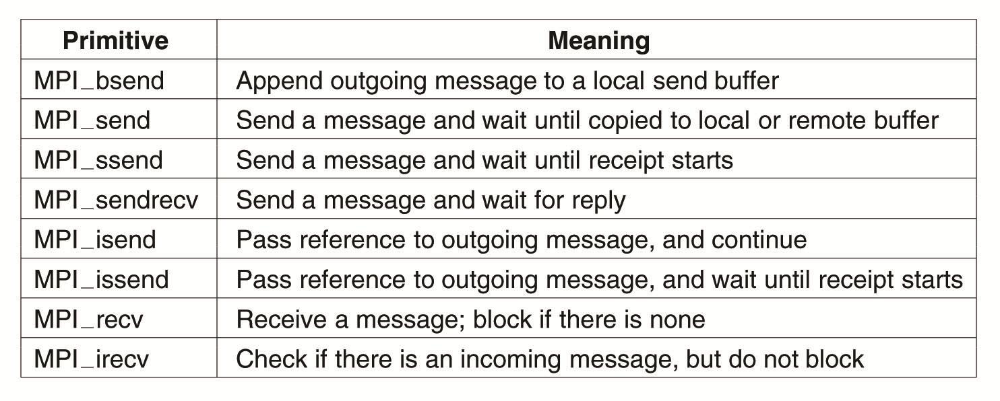 Primitive Meaning
MPI_bsend Append outgoing message to a local send buffer
MPI_send Send a message and wait until copied to local or remote buffer
MPI_ssend Send a message and wait until receipt starts
MPI_sendrecv Send a message and wait for reply
MPI_isend Pass reference to outgoing message, and continue
MPI_issend Pass reference to outgoing message, and wait until receipt starts
MPI_recv Receive a message; block if there is none
MPI_irecv Check if there is an incoming message, but do not block